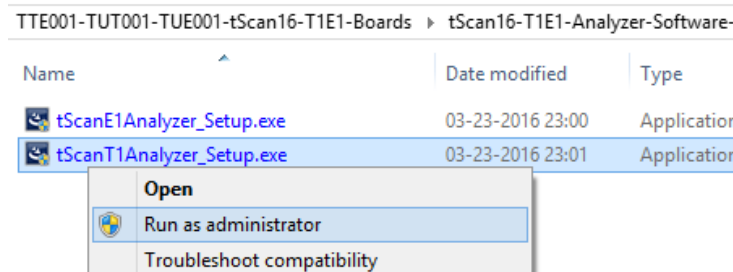 TTE001-TUT001-TUE001-tScan16-T1E1-Boards tScan16-T1E1-Analyzer-Software-
Name Date modified Type
tScanE1Analyzer_Setup.exe 03-23-2016 23:00 Application
tScanT1Analyzer_Setup.exe 03-23-2016 23:01 Application
Open
Run as administrator
Troubleshoot compatibility